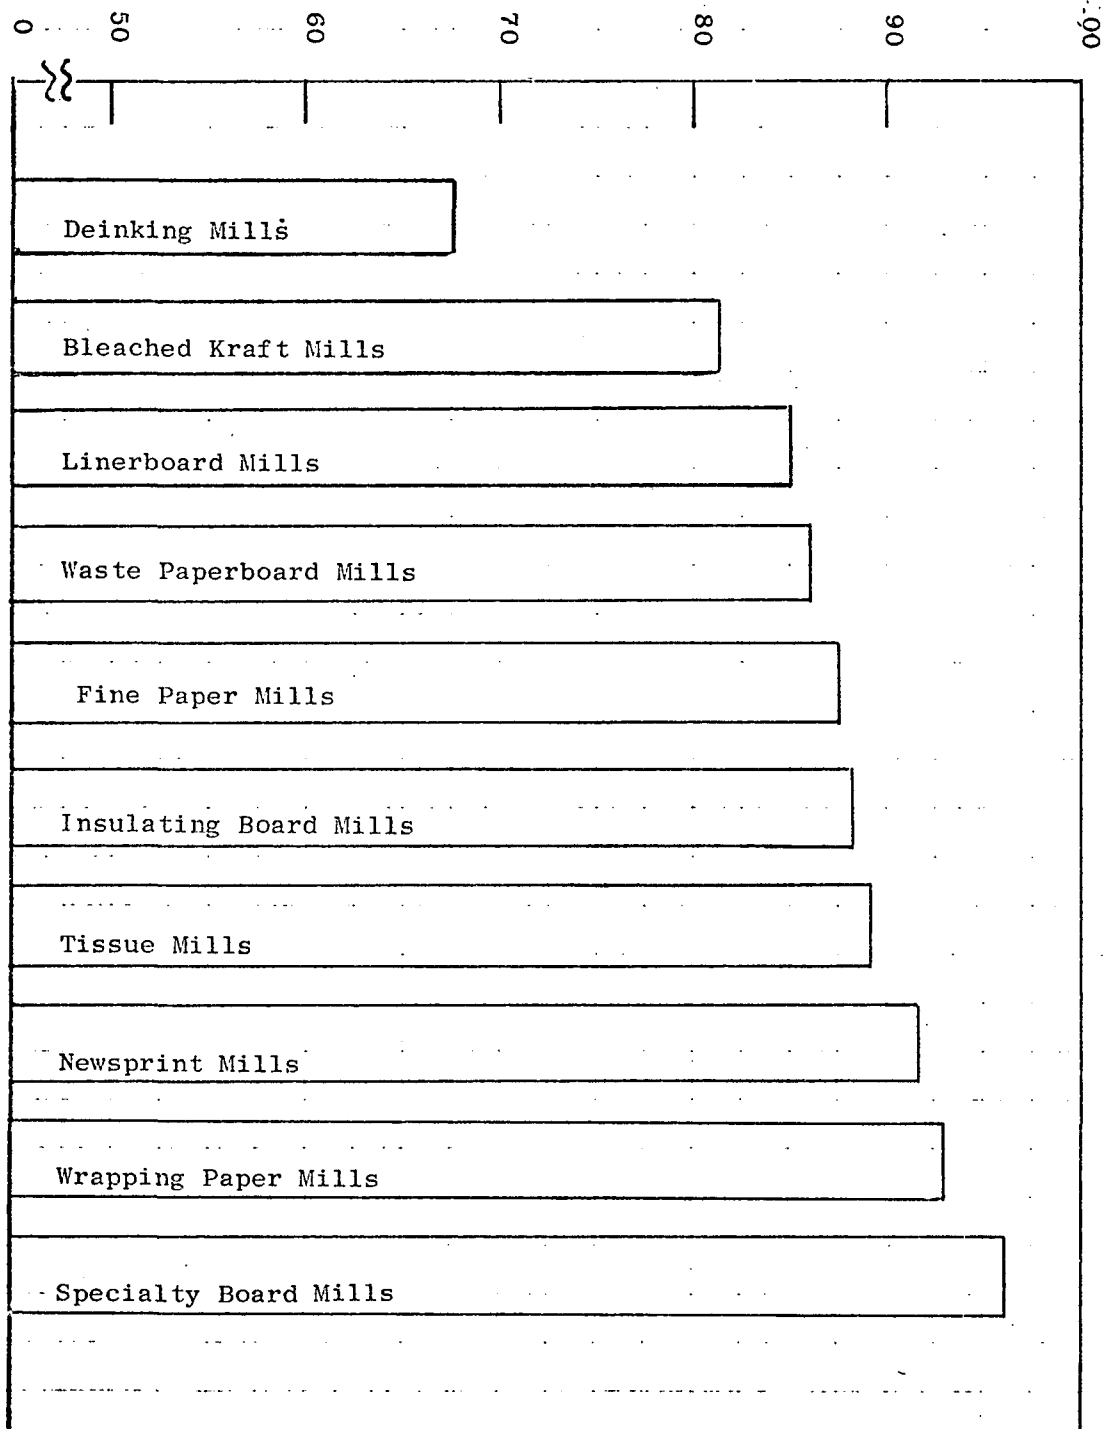 0 50 60 70 80 90 100
Deinking Mills
Bleached Kraft Mills
Linerboard Mills
Waste Paperboard Mills
Fine Paper Mills
Insulating Board Mills
Tissue Mills
Newsprint Mills
Wrapping Paper Mills
Specialty Board Mills